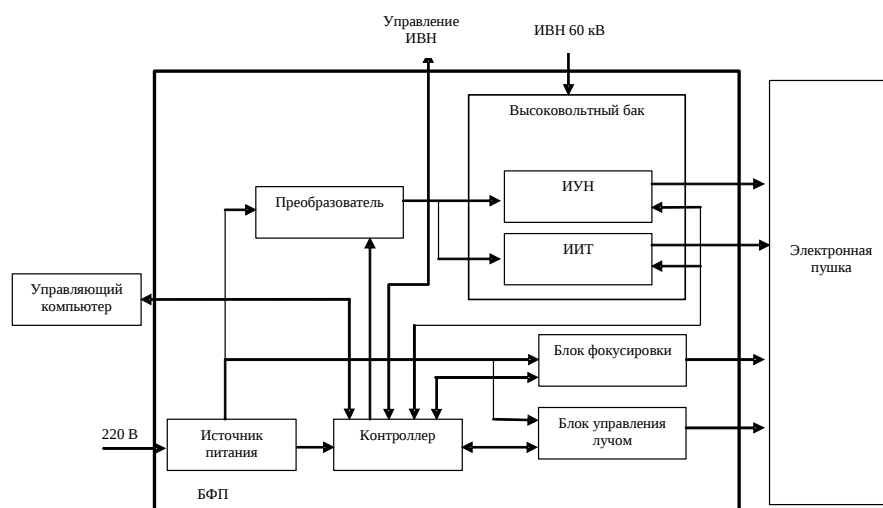 Управление
ИВН
ИВН 60 кВ
Высоковольтный бак
ИУН
Преобразователь
ИИТ
Электронная
пушка
Управляющий
компьютер
Блок фокусировки
220 В
Источник
питания
Контроллер
Блок управления
лучом
БФП